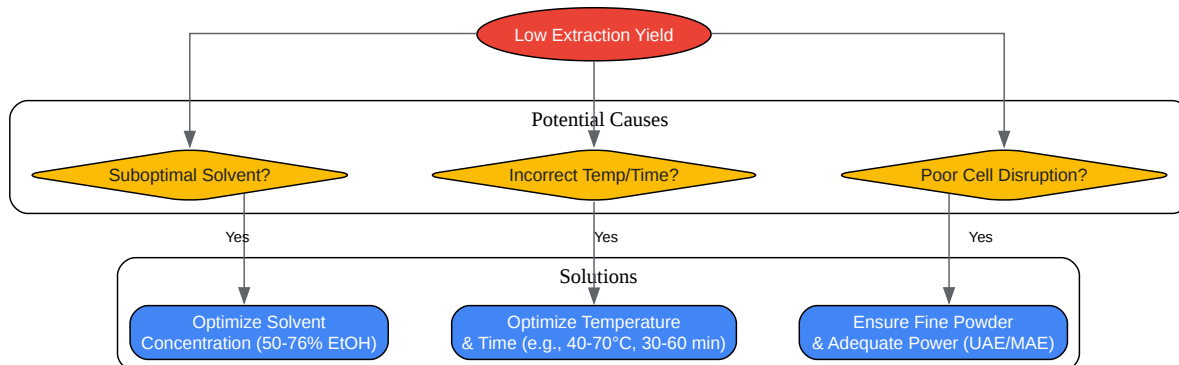 Low Extraction Yield
Potential Causes
Suboptimal Solvent?
Incorrect Temp/Time?
Poor Cell Disruption?
Yes
Yes
Yes
Solutions
Optimize Solvent
Concentration (50-76% EtOH)
Optimize Temperature
& Time (e.g., 40-70°C, 30-60 min)
Ensure Fine Powder
& Adequate Power (UAE/MAE)